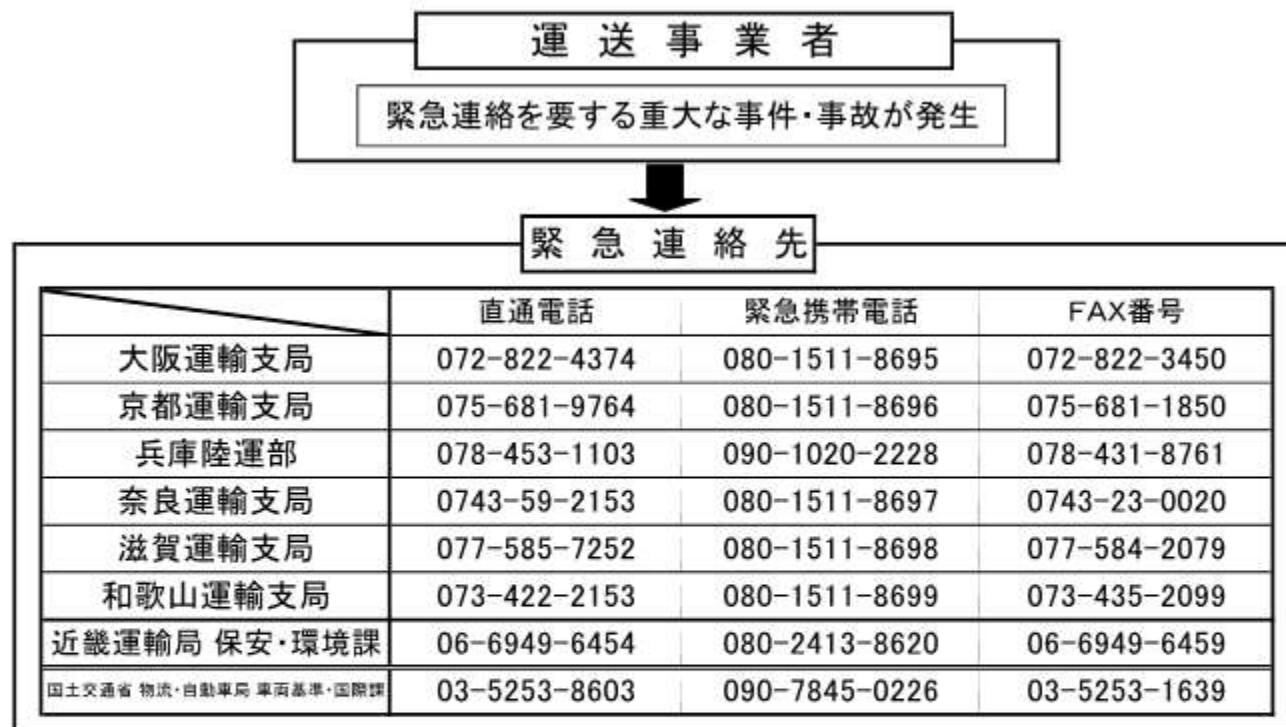 運送事業者
緊急連絡を要する重大な事件・事故が発生
緊急連絡先
直通電話 緊急携帯電話 FAX番号
大阪運輸支局 072-822-4374 080-1511-8695 072-822-3450
京都運輸支局 075-681-9764 080-1511-8696 075-681-1850
兵庫陸運部 078-453-1103 090-1020-2228 078-431-8761
奈良運輸支局 0743-59-2153 080-1511-8697 0743-23-0020
滋賀運輸支局 077-585-7252 080-1511-8698 077-584-2079
和歌山運輸支局 073-422-2153 080-1511-8699 073-435-2099
近畿運輸局 保安・環境課 06-6949-6454 080-2413-8620 06-6949-6459
国土交通省 物流・自動車局 車両基準・国際課 03-5253-8603 090-7845-0226 03-5253-1639